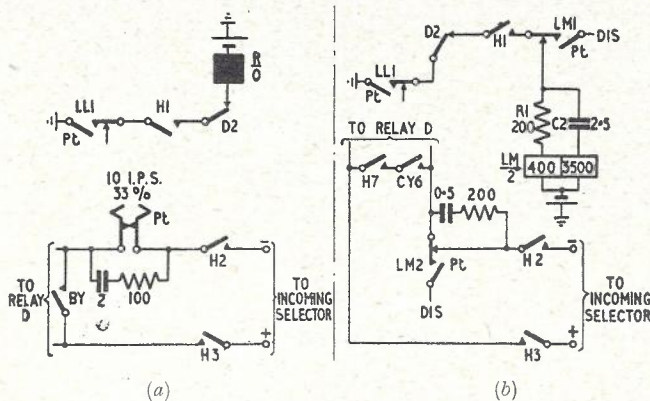 R
O
LL1
Pt
H1
D2
10 I.P.S.
33 %
Pt
TO
RELAY
D
BY
2
100
H2
–
TO
INCOMING
SELECTOR
H3
+
(a)
D2
LL1
Pt
H1
LM1
Pt
DIS
R1
200
C2
2·5
LM
2
400
3500
TO RELAY D
H7
CY6
0·5
200
LM2
Pt
DIS
H2
–
TO
INCOMING
SELECTOR
H3
+
(b)